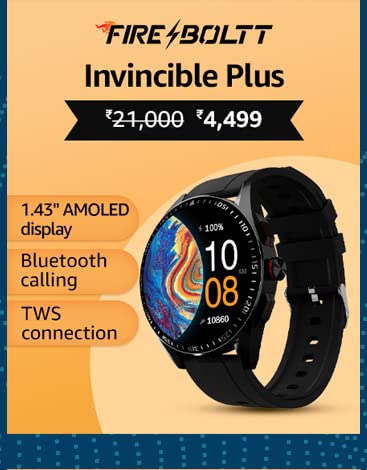 FIRE BOLTT
Invincible Plus
₹21,000 ₹4,499
1.43" AMOLED
display
Bluetooth
calling
TWS
connection
100%
10
AM
08
10860